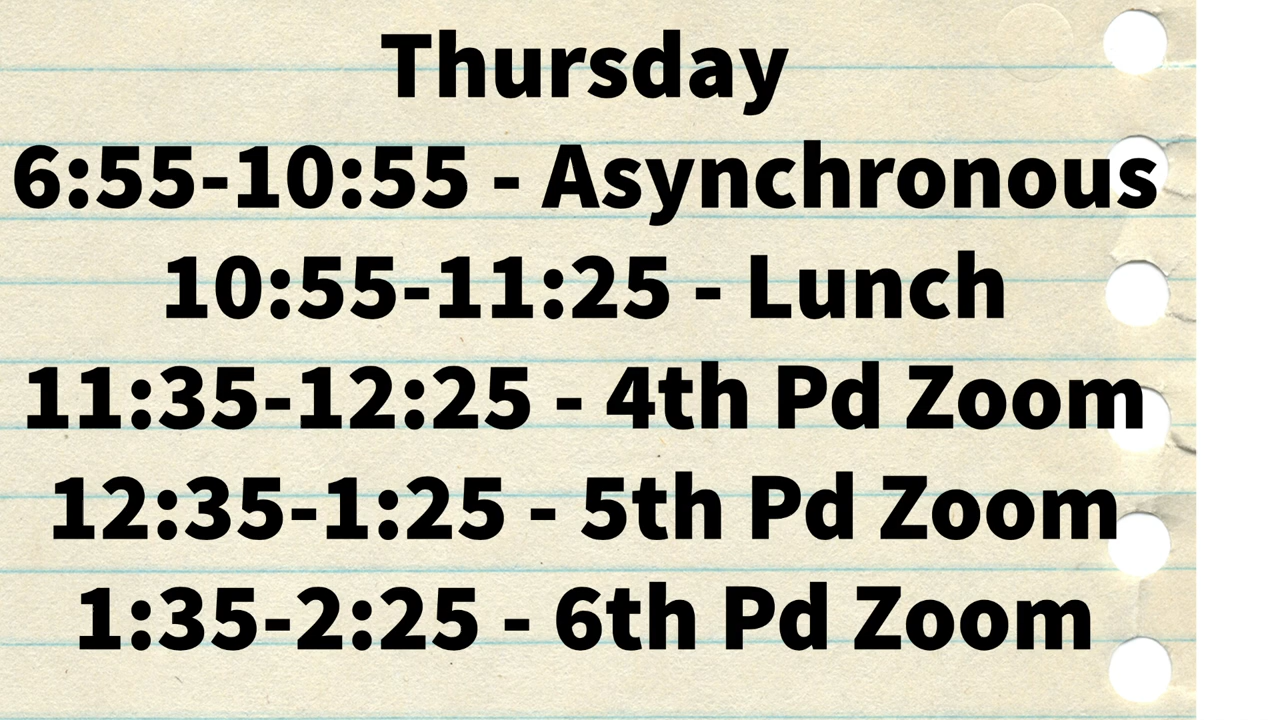 Thursday
6:55-10:55 - Asynchronous
10:55-11:25 - Lunch
11:35-12:25 - 4th Pd Zoom
12:35-1:25 - 5th Pd Zoom
1:35-2:25 - 6th Pd Zoom